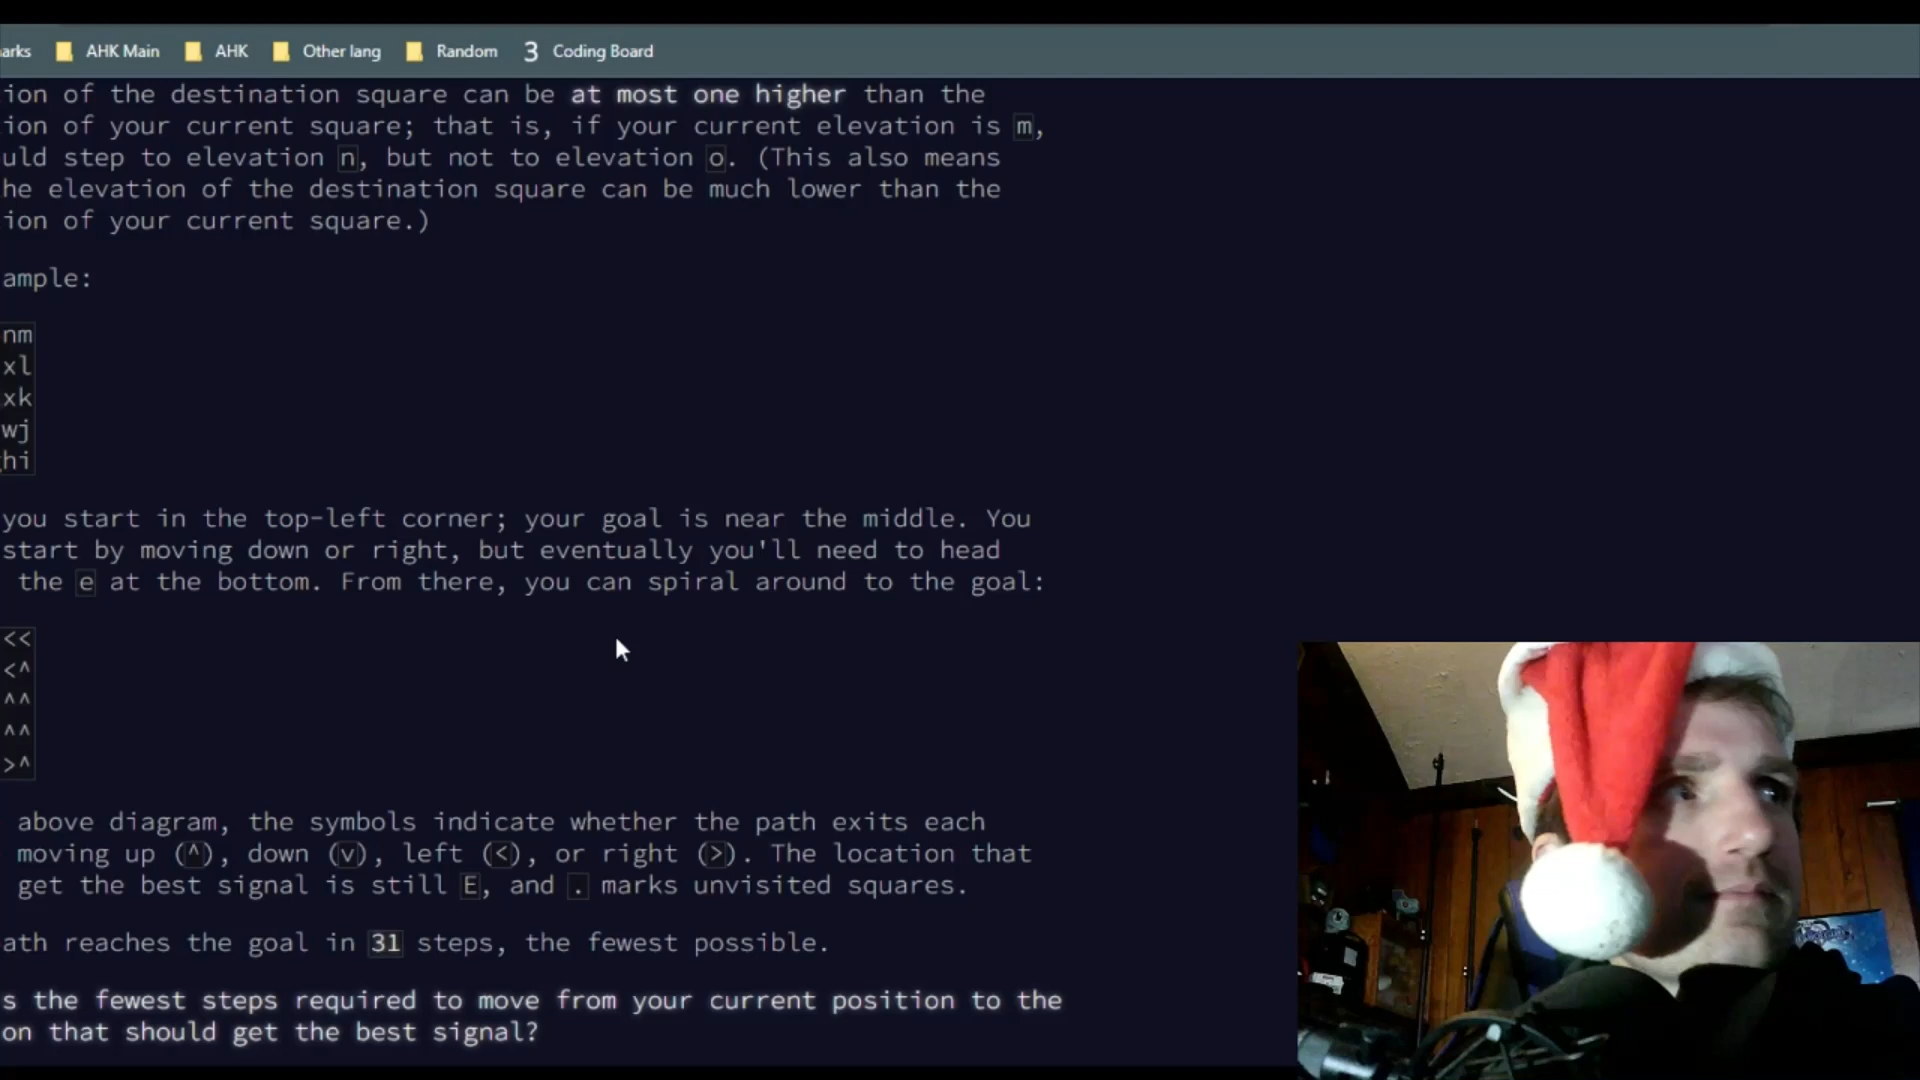 arks AHK Main AHK Other lang Random 3 Coding Board
ion of the destination square can be at most one higher than the
ion of your current square; that is, if your current elevation is m,
uld step to elevation n, but not to elevation o. (This also means
he elevation of the destination square can be much lower than the
ion of your current square.)
ample:
nm
xl
xk
wj
hi
you start in the top-left corner; your goal is near the middle. You
start by moving down or right, but eventually you'll need to head
the e at the bottom. From there, you can spiral around to the goal:
<<
<^
^^
^^
>^
above diagram, the symbols indicate whether the path exits each
moving up (^), down (v), left (<), or right (>). The location that
get the best signal is still E, and . marks unvisited squares.
ath reaches the goal in 31 steps, the fewest possible.
s the fewest steps required to move from your current position to the
on that should get the best signal?